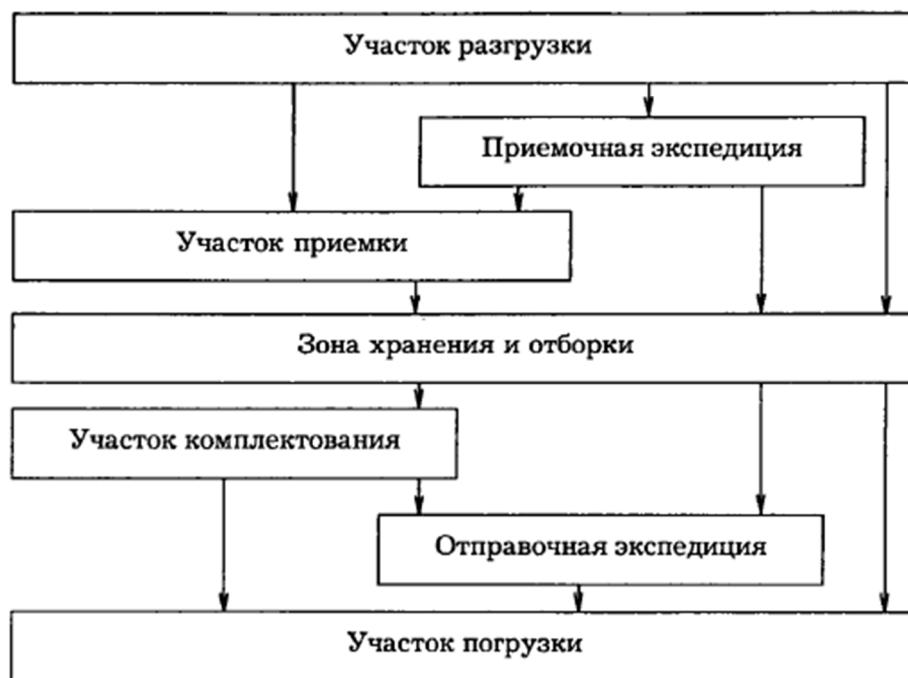 Участок разгрузки
Приемочная экспедиция
Участок приемки
Зона хранения и отборки
Участок комплектования
Отправочная экспедиция
Участок погрузки